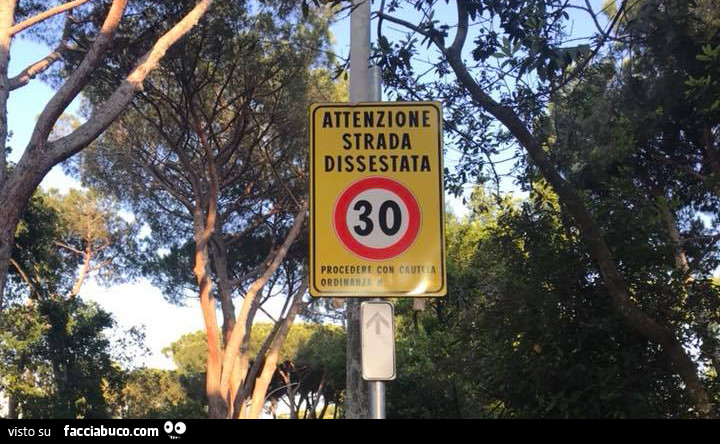 ATTENZIONE
STRADA
DISSESTATA
30
PROCEDERE CON CAUTELA
ORDINANZA N.
visto su facciabuco.com